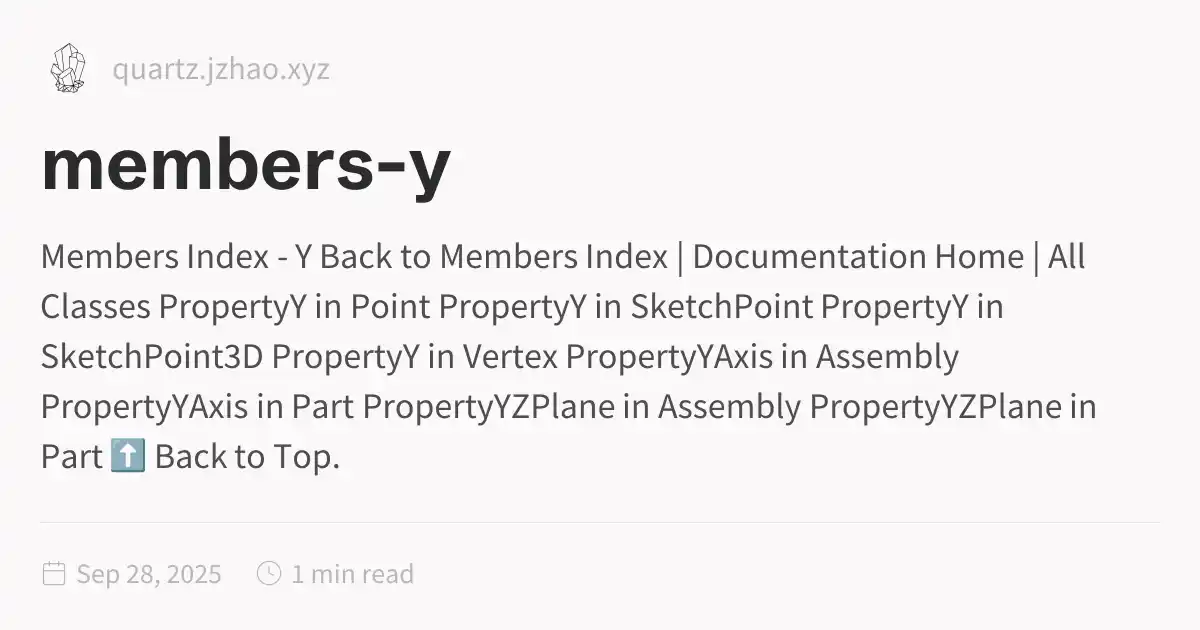 quartz.jzhao.xyz
members-y
Members Index - Y Back to Members Index | Documentation Home | All
Classes PropertyY in Point PropertyY in SketchPoint PropertyY in
SketchPoint3D PropertyY in Vertex PropertyYAxis in Assembly
PropertyYAxis in Part PropertyYZPlane in Assembly PropertyYZPlane in
Part ⬆️ Back to Top.
Sep 28, 2025 1 min read